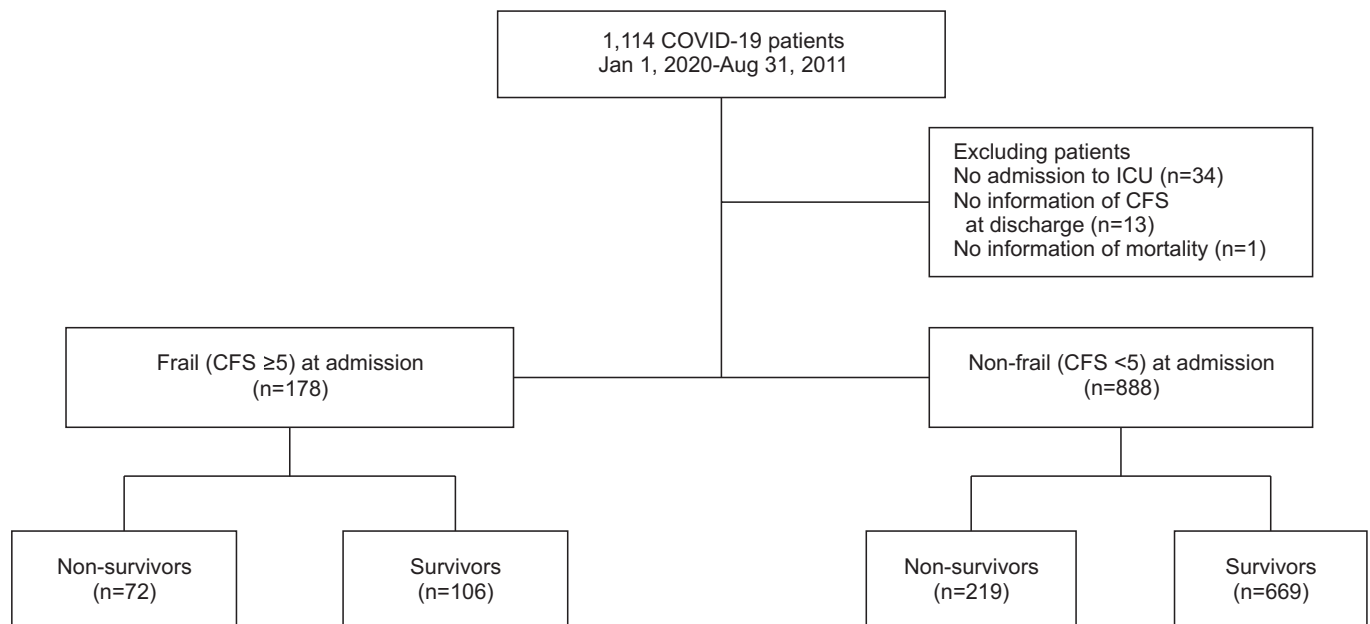 1,114 COVID-19 patients
Jan 1, 2020-Aug 31, 2011
Excluding patients
No admission to ICU (n=34)
No information of CFS
at discharge (n=13)
No information of mortality (n=1)
Frail (CFS ≥5) at admission
(n=178)
Non-frail (CFS <5) at admission
(n=888)
Non-survivors
(n=72)
Survivors
(n=106)
Non-survivors
(n=219)
Survivors
(n=669)